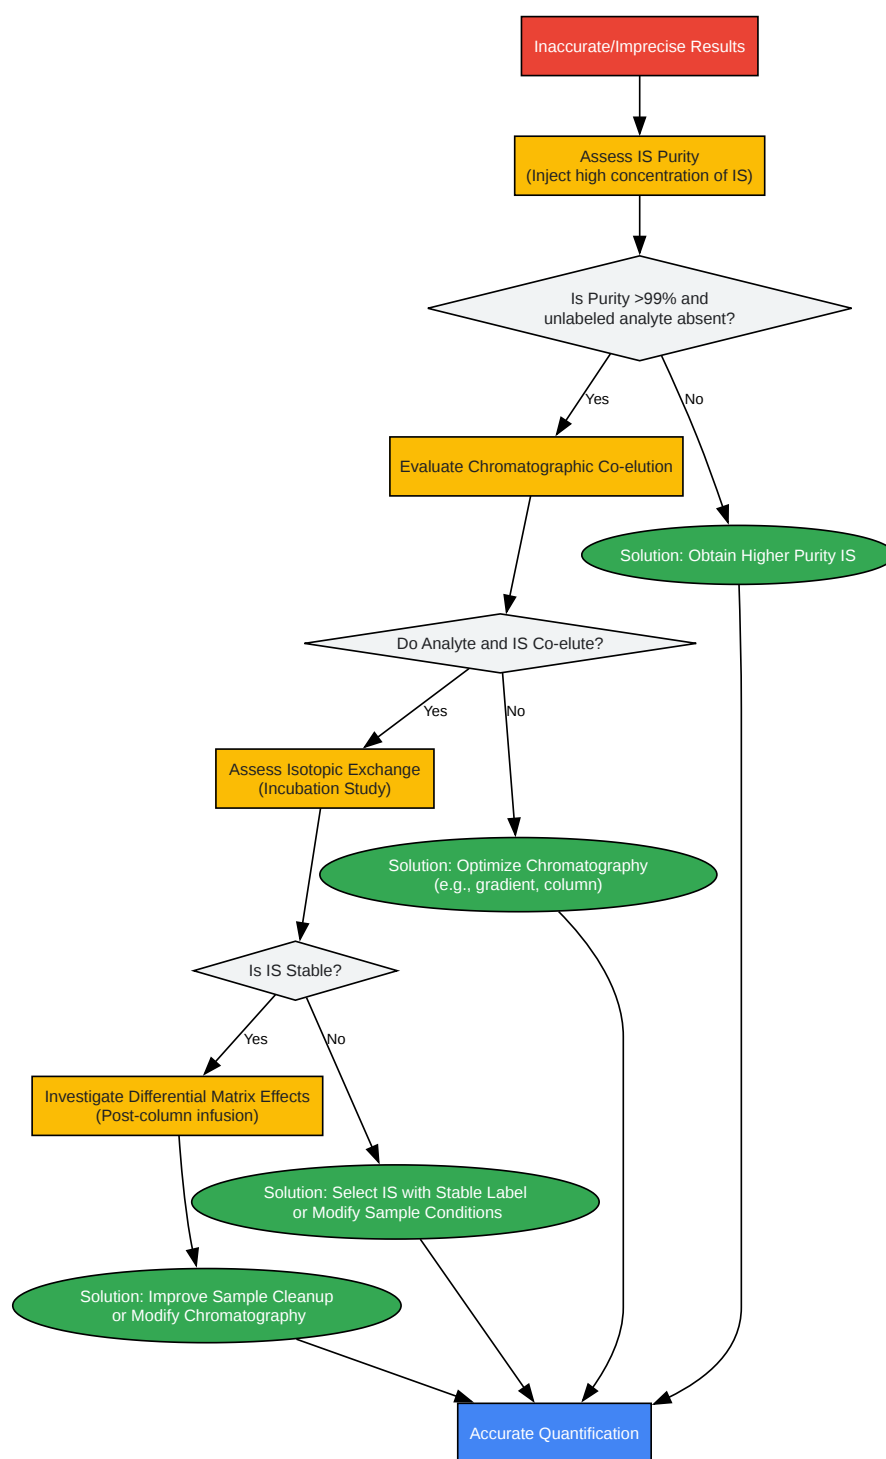 Inaccurate/Imprecise Results
Assess IS Purity
(Inject high concentration of IS)
Is Purity >99% and
unlabeled analyte absent?
Yes
No
Evaluate Chromatographic Co-elution
Solution: Obtain Higher Purity IS
Do Analyte and IS Co-elute?
Yes
No
Assess Isotopic Exchange
(Incubation Study)
Solution: Optimize Chromatography
(e.g., gradient, column)
Is IS Stable?
Yes
No
Investigate Differential Matrix Effects
(Post-column infusion)
Solution: Select IS with Stable Label
or Modify Sample Conditions
Solution: Improve Sample Cleanup
or Modify Chromatography
Accurate Quantification